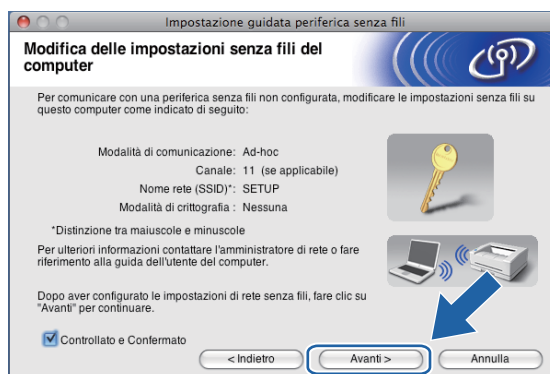 Impostazione guidata periferica senza fili
Modifica delle impostazioni senza fili del
computer
Per comunicare con una periferica senza fili non configurata, modificare le impostazioni senza fili su
questo computer come indicato di seguito:
Modalità di comunicazione: Ad-hoc
Canale: 11 (se applicabile)
Nome rete (SSID)*: SETUP
Modalità di crittografia : Nessuna
*Distinzione tra maiuscole e minuscole
Per ulteriori informazioni contattare l'amministratore di rete o fare
riferimento alla guida dell'utente del computer.
Dopo aver configurato le impostazioni di rete senza fili, fare clic su
"Avanti" per continuare.
Controllato e Confermato
< Indietro
Avanti >
Annulla